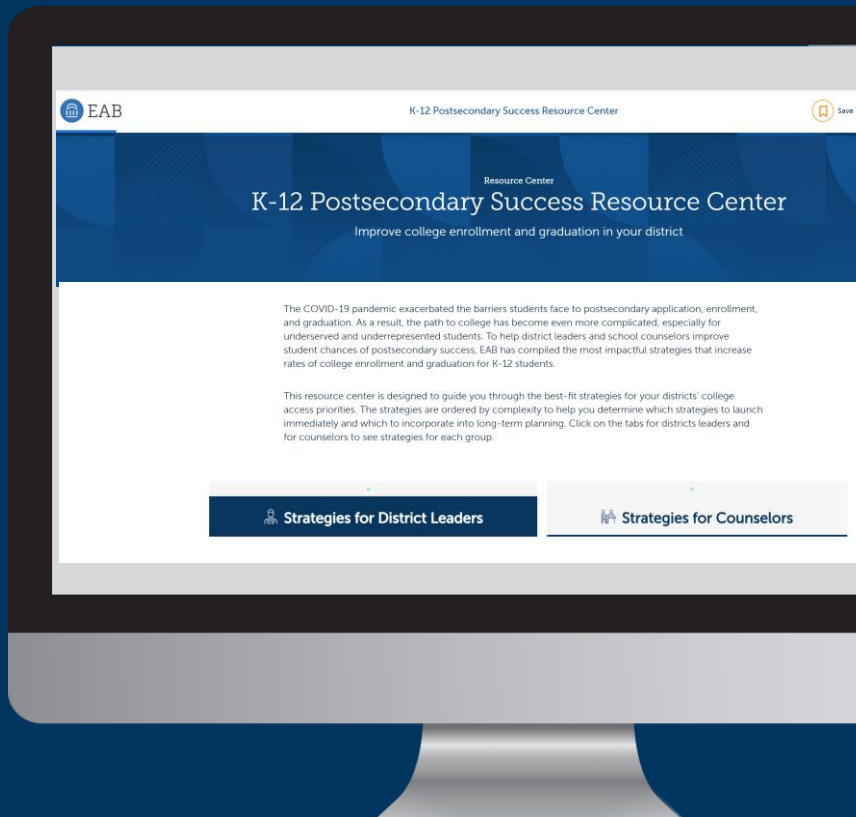 EAB
K-12 Postsecondary Success Resource Center
Save
Resource Center
K-12 Postsecondary Success Resource Center
Improve college enrollment and graduation in your district
The COVID-19 pandemic exacerbated the barriers students face to postsecondary application, enrollment,
and graduation. As a result, the path to college has become even more complicated, especially for
underserved and underrepresented students. To help district leaders and school counselors improve
student chances of postsecondary success, EAB has compiled the most impactful strategies that increase
rates of college enrollment and graduation for K-12 students.
This resource center is designed to guide you through the best-fit strategies for your districts' college
access priorities. The strategies are ordered by complexity to help you determine which strategies to launch
immediately and which to incorporate into long-term planning. Click on the tabs for districts leaders and
for counselors to see strategies for each group.
Strategies for District Leaders
Strategies for Counselors